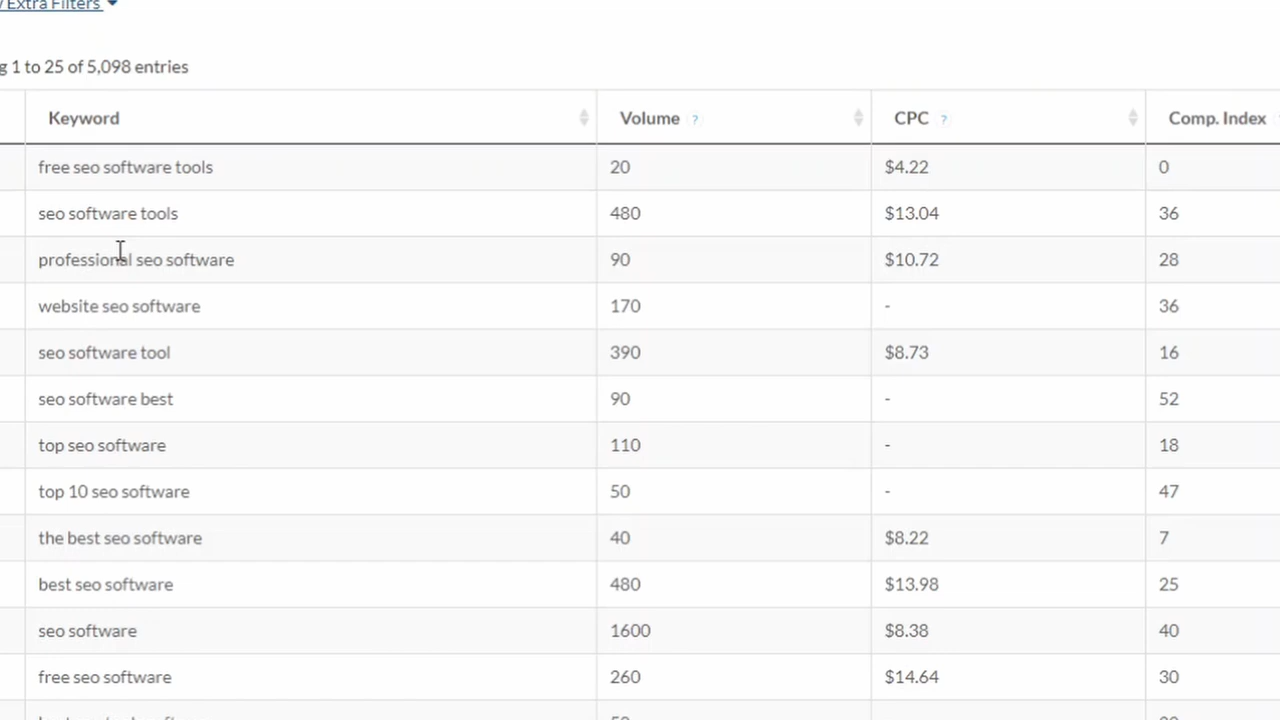 /Extra Filters
g 1 to 25 of 5,098 entries
Keyword Volume ? CPC ? Comp. Index
free seo software tools 20 $4.22 0
seo software tools 480 $13.04 36
professional seo software 90 $10.72 28
website seo software 170 - 36
seo software tool 390 $8.73 16
seo software best 90 - 52
top seo software 110 - 18
top 10 seo software 50 - 47
the best seo software 40 $8.22 7
best seo software 480 $13.98 25
seo software 1600 $8.38 40
free seo software 260 $14.64 30